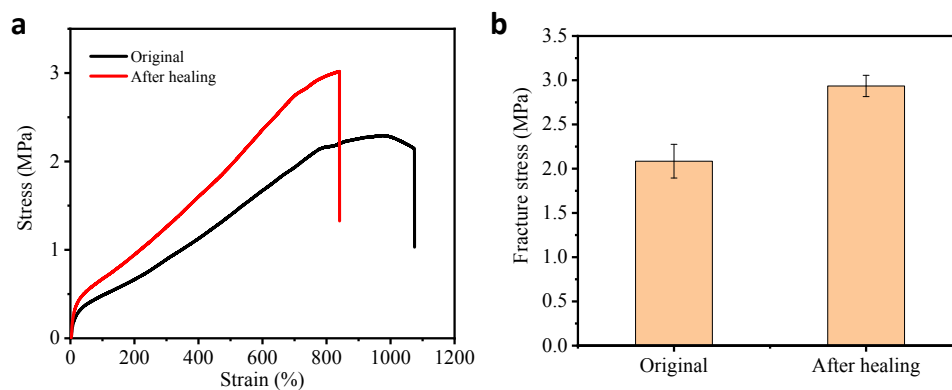 a
Original
After healing
Stress (MPa)
3
2
1
0
0 200 400 600 800 1000 1200
Strain (%)
b
Fracture stress (MPa)
3.5
3.0
2.5
2.0
1.5
1.0
0.5
0.0
Original After healing